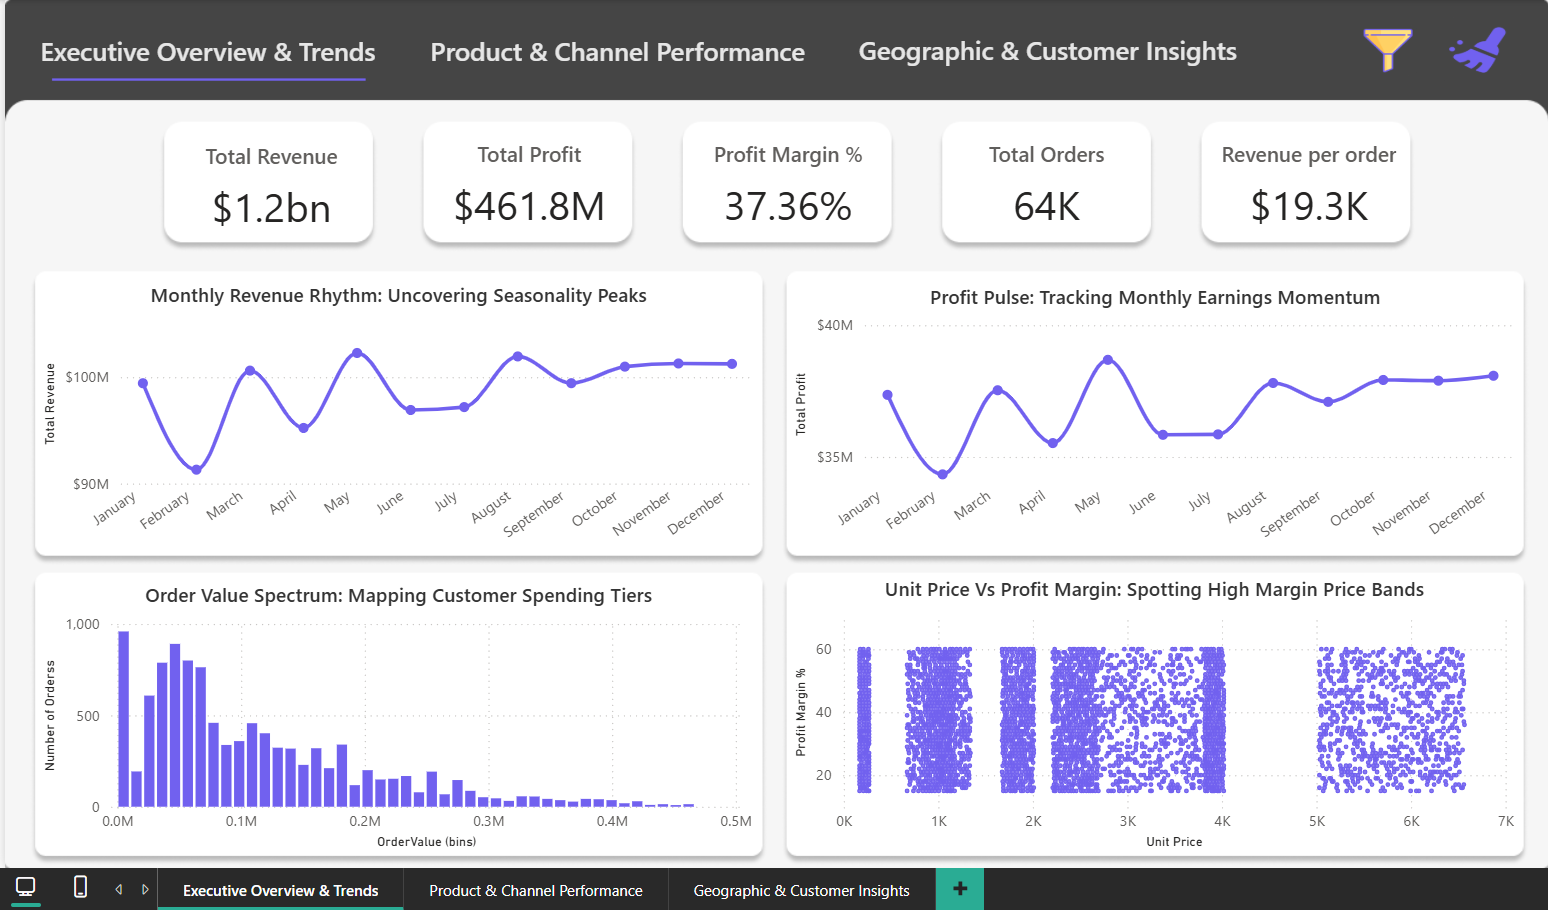 Executive Overview & Trends
Product & Channel Performance
Geographic & Customer Insights
Total Revenue
$1.2bn
Total Profit
$461.8M
Profit Margin %
37.36%
Total Orders
64K
Revenue per order
$19.3K
Monthly Revenue Rhythm: Uncovering Seasonality Peaks
Total Revenue
$100M
$90M
January
February
March
April
May
June
July
August
September
October
November
December
Profit Pulse: Tracking Monthly Earnings Momentum
Total Profit
$40M
$35M
January
February
March
April
May
June
July
August
September
October
November
December
Order Value Spectrum: Mapping Customer Spending Tiers
Number of Orderss
1,000
500
0
0.0M
0.1M
0.2M
0.3M
0.4M
0.5M
OrderValue (bins)
Unit Price Vs Profit Margin: Spotting High Margin Price Bands
Profit Margin %
60
40
20
0K
1K
2K
3K
4K
5K
6K
7K
Unit Price
Executive Overview & Trends
Product & Channel Performance
Geographic & Customer Insights